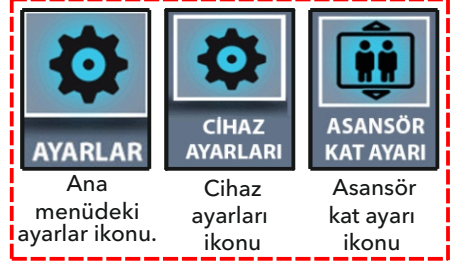 AYARLAR
CİHAZ
AYARLARI
ASANSÖR
KAT AYARI
Ana
menüdeki
ayarlar ikonu.
Cihaz
ayarları
ikonu
Asansör
kat ayarı
ikonu